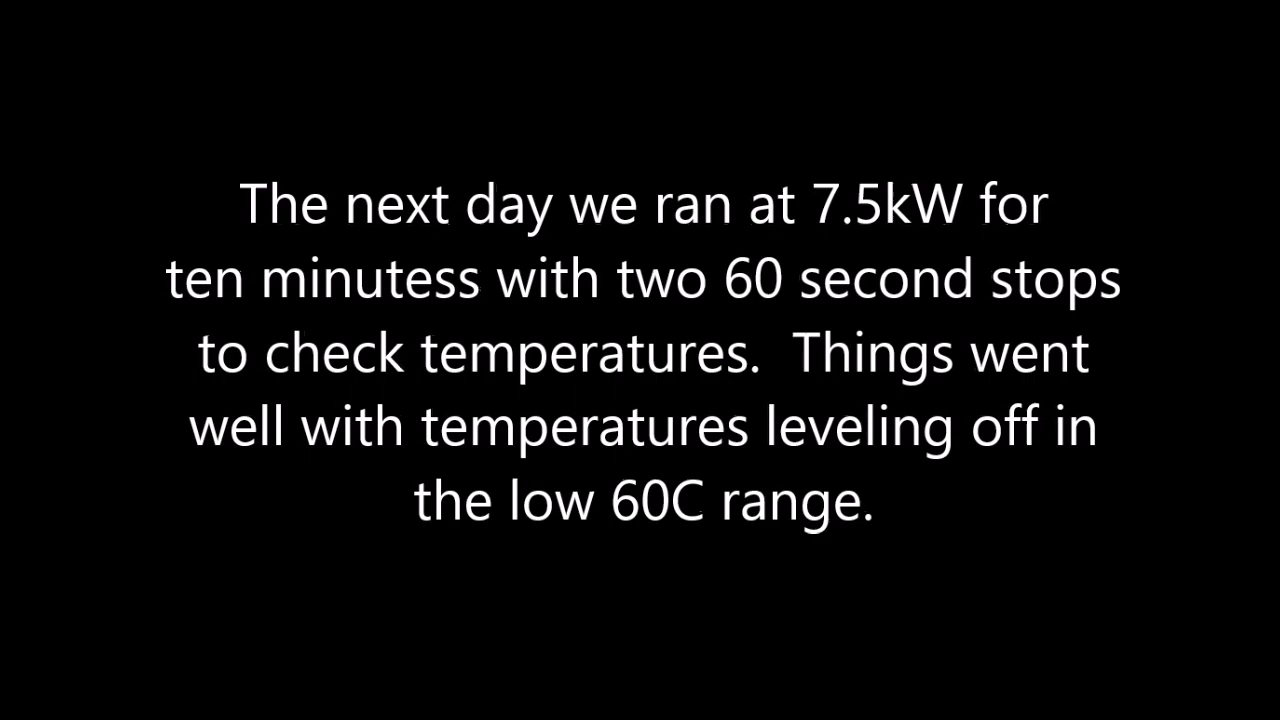 The next day we ran at 7.5kW for
ten minutess with two 60 second stops
to check temperatures.  Things went
well with temperatures leveling off in
the low 60C range.